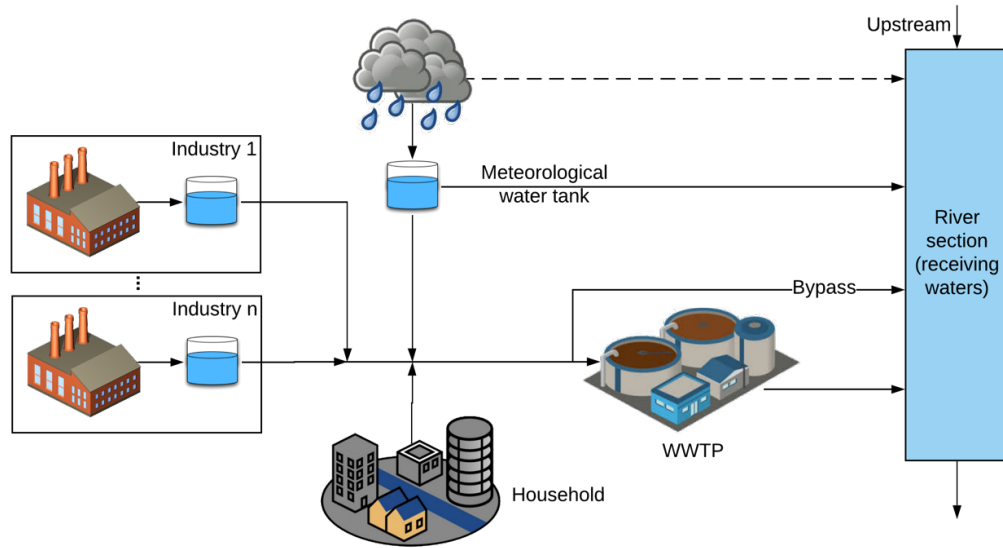 Upstream
Industry 1
Meteorological
water tank
River
section
(receiving
waters)
Bypass
Industry n
WWTP
Household